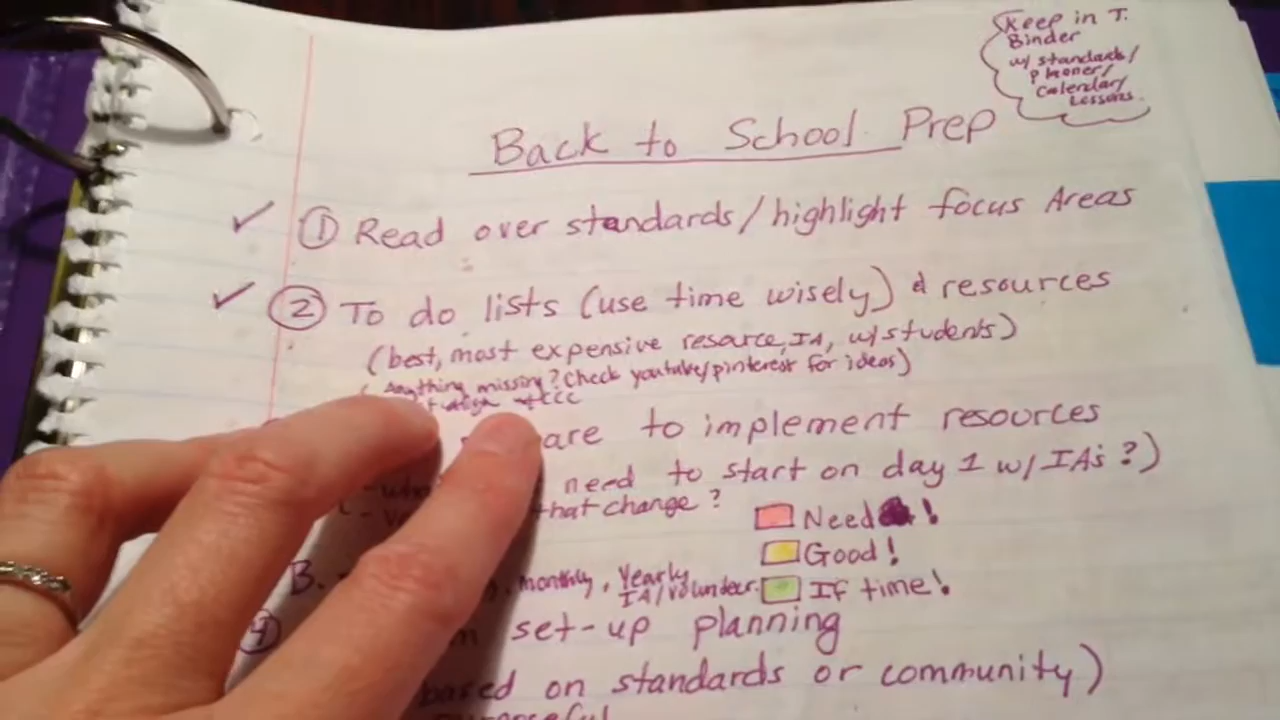 Keep in T.
Binder
w/ standards/
planner/
Calendar/
Lessons.
Back to School Prep
✓ ① Read over standards/highlight focus Areas
✓ ② To do lists (use time wisely) & resources
(best, most expensive resource, IA, w/students)
( Anything missing? Check youtube/pinterest for ideas)
CCC
are to implement resources
need to start on day 1 w/ IAs?)
that change?
Need !
Good!
If time!
B. , monthly, Yearly
IA/volunteer.
④ set-up planning
based on standards or community)